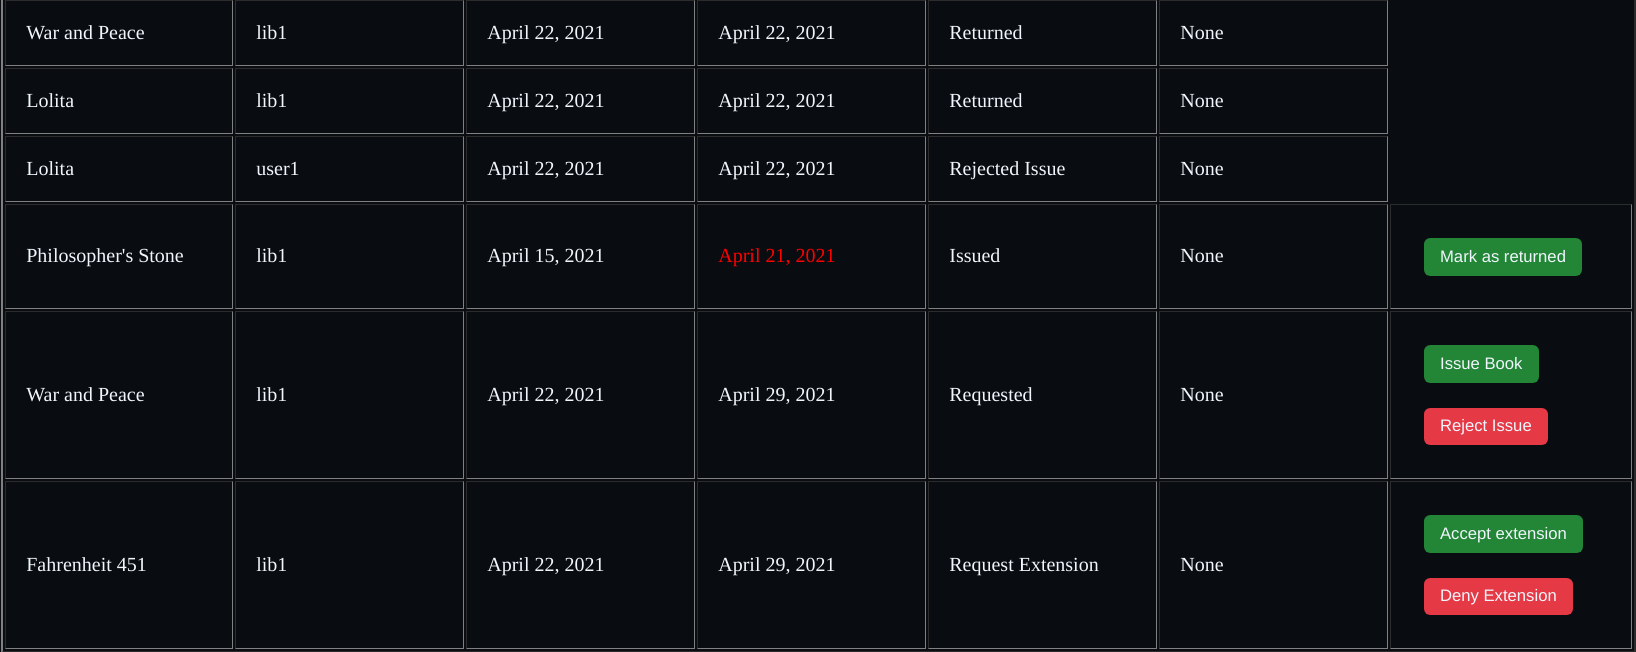 War and Peace lib1 April 22, 2021 April 22, 2021 Returned None
Lolita lib1 April 22, 2021 April 22, 2021 Returned None
Lolita user1 April 22, 2021 April 22, 2021 Rejected Issue None
Philosopher's Stone lib1 April 15, 2021 April 21, 2021 Issued None Mark as returned
War and Peace lib1 April 22, 2021 April 29, 2021 Requested None
Issue Book
Reject Issue
Fahrenheit 451 lib1 April 22, 2021 April 29, 2021 Request Extension None
Accept extension
Deny Extension